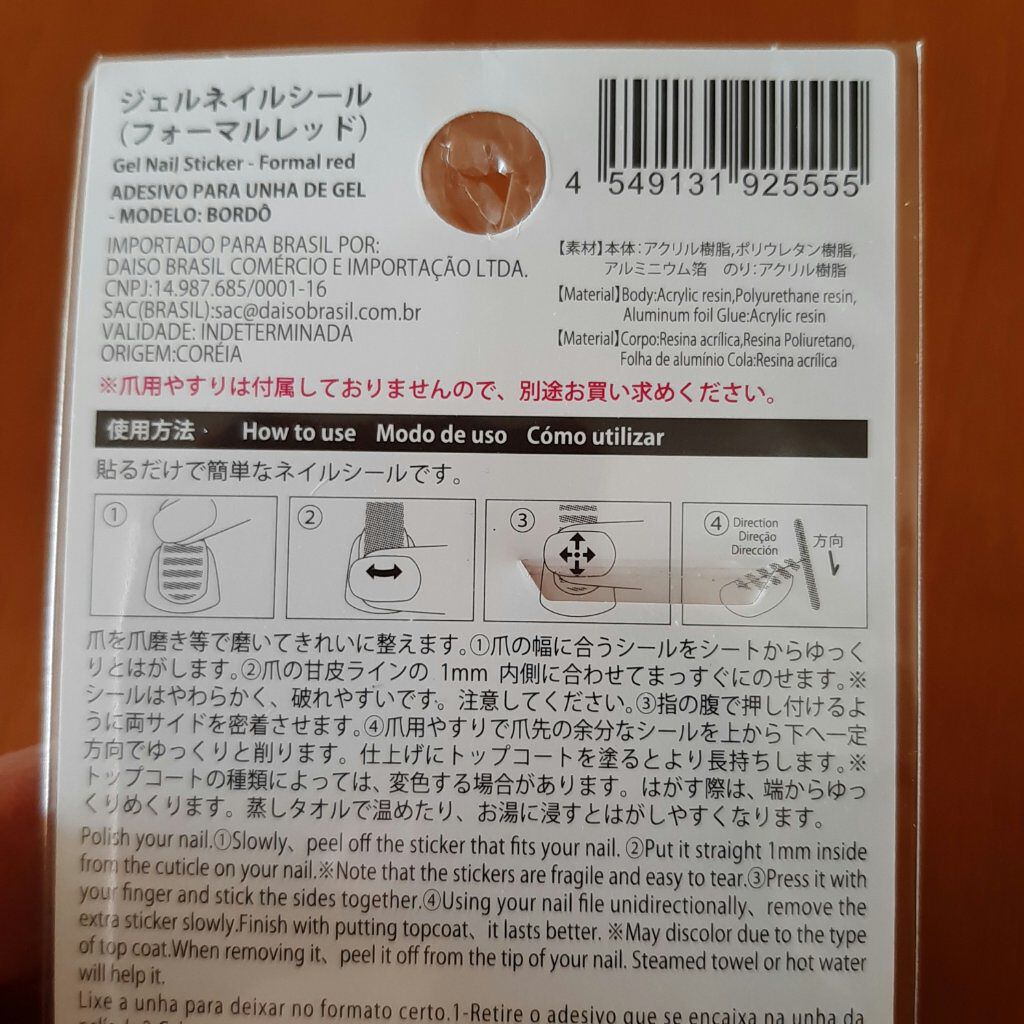 ジェルネイルシール
(フォーマルレッド)
Gel Nail Sticker - Formal red
ADESIVO PARA UNHA DE GEL
- MODELO: BORDÔ
IMPORTADO PARA BRASIL POR:
DAISO BRASIL COMÉRCIO E IMPORTAÇÃO LTDA.
CNPJ:14.987.685/0001-16
SAC(BRASIL):sac@daisobrasil.com.br
VALIDADE: INDETERMINADA
ORIGEM:CORÉIA
4 549131 925555
【素材】本体:アクリル樹脂,ポリウレタン樹脂,
アルミニウム箔 のり:アクリル樹脂
【Material】Body:Acrylic resin,Polyurethane resin,
Aluminum foil Glue:Acrylic resin
【Material】Corpo:Resina acrílica,Resina Poliuretano,
Folha de alumínio Cola:Resina acrílica
※爪用やすりは付属しておりませんので、別途お買い求めください。
使用方法・ How to use Modo de uso Cómo utilizar
貼るだけで簡単なネイルシールです。
①
②
③
④ Direction
Direção
Dirección
方向
爪を爪磨き等で磨いてきれいに整えます。①爪の幅に合うシールをシートからゆっく
りとはがします。②爪の甘皮ラインの 1mm 内側に合わせてまっすぐにのせます。※
シールはやわらかく、破れやすいです。注意してください。③指の腹で押し付けるよ
うに両サイドを密着させます。④爪用やすりで爪先の余分なシールを上から下へ一定
方向でゆっくりと削ります。仕上げにトップコートを塗るとより長持ちします。※
トップコートの種類によっては、変色する場合があります。はがす際は、端からゆっ
くりめくります。蒸しタオルで温めたり、お湯に浸すとはがしやすくなります。
Polish your nail.①Slowly、peel off the sticker that fits your nail. ②Put it straight 1mm inside
from the cuticle on your nail.※Note that the stickers are fragile and easy to tear.③Press it with
your finger and stick the sides together.④Using your nail file unidirectionally、remove the
extra sticker slowly.Finish with putting topcoat、it lasts better. ※May discolor due to the type
of top coat.When removing it、peel it off from the tip of your nail. Steamed towel or hot water
will help it.
Lixe a unha para deixar no formato certo.1-Retire o adesivo que se encaixa na unha da